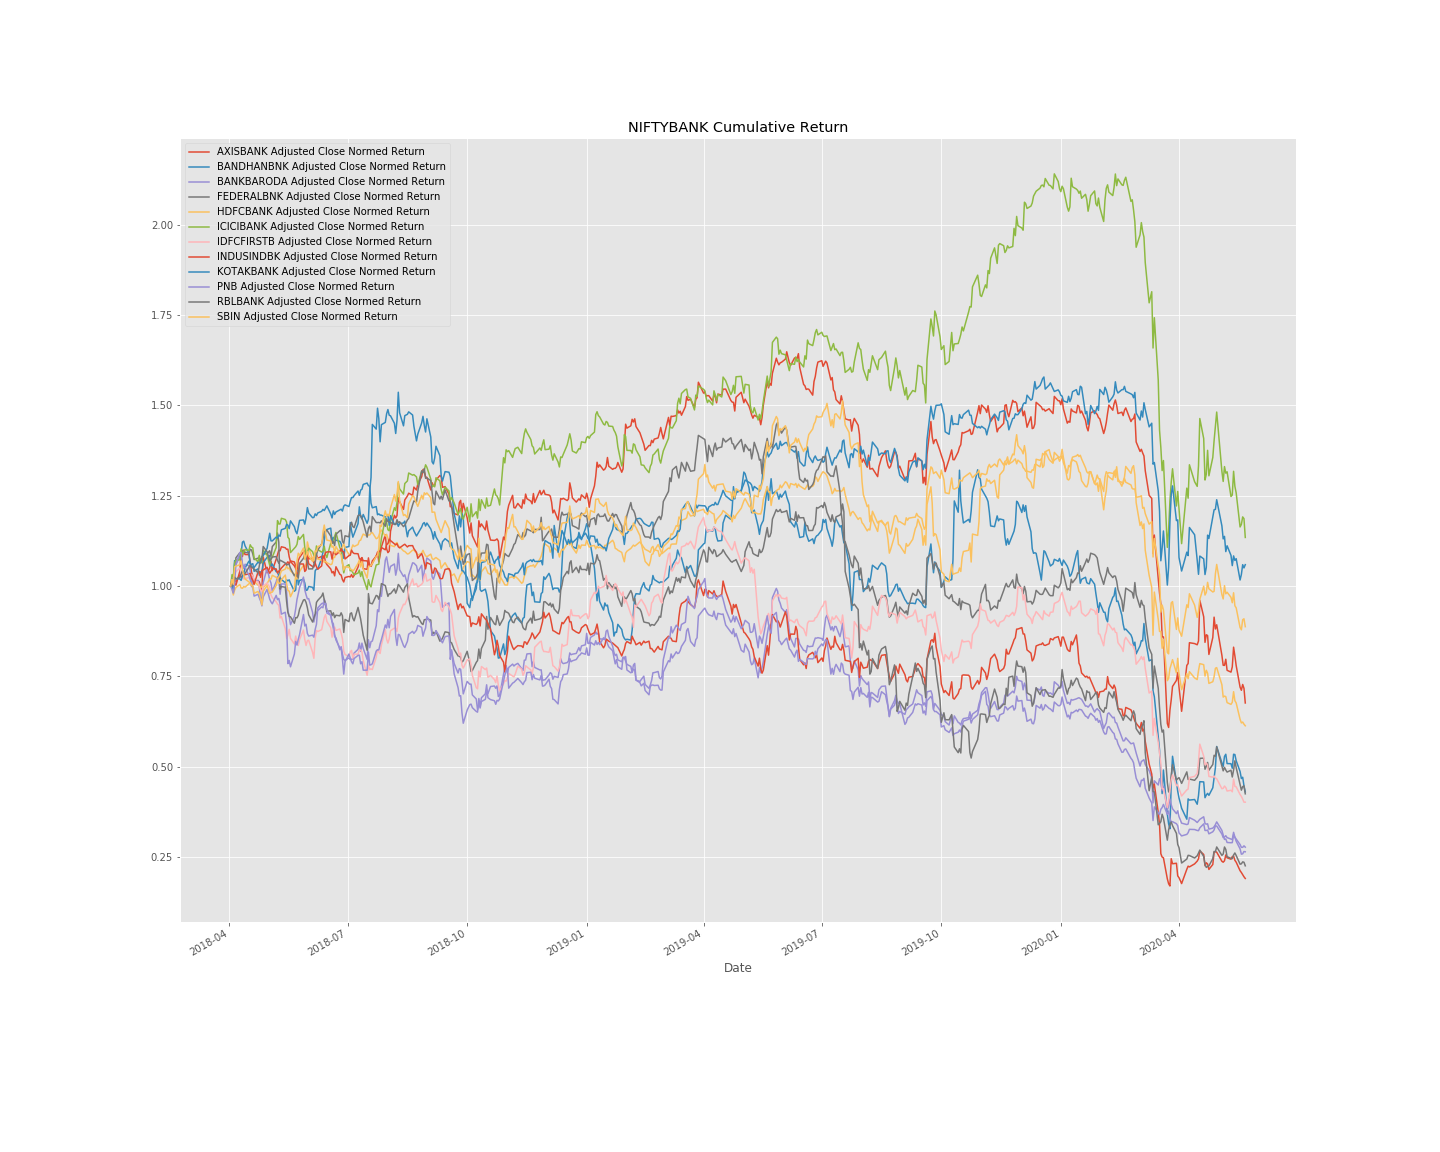 NIFTYBANK Cumulative Return
AXISBANK Adjusted Close Normed Return
BANDHANBNK Adjusted Close Normed Return
BANKBARODA Adjusted Close Normed Return
FEDERALBNK Adjusted Close Normed Return
HDFCBANK Adjusted Close Normed Return
ICICIBANK Adjusted Close Normed Return
IDFCFIRSTB Adjusted Close Normed Return
INDUSINDBK Adjusted Close Normed Return
KOTAKBANK Adjusted Close Normed Return
PNB Adjusted Close Normed Return
RBLBANK Adjusted Close Normed Return
SBIN Adjusted Close Normed Return
2.00
1.75
1.50
1.25
1.00
0.75
0.50
0.25
2018-04
2018-07
2018-10
2019-01
2019-04
2019-07
2019-10
2020-01
2020-04
Date